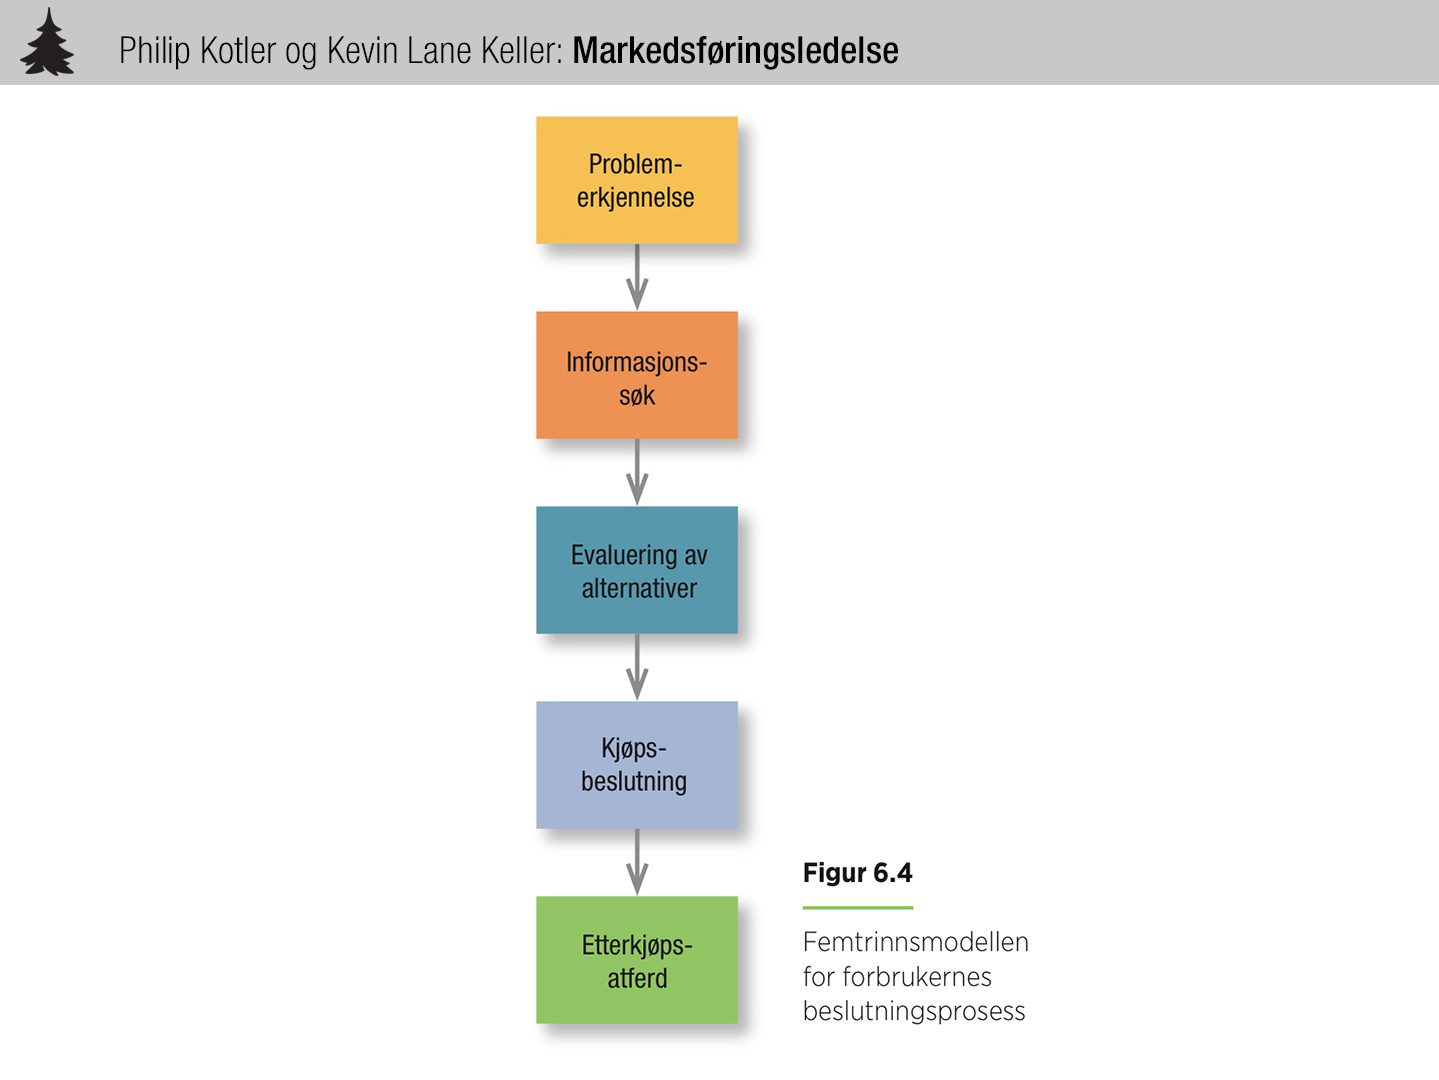 Philip Kotler og Kevin Lane Keller: Markedsføringsledelse
Problem-
erkjennelse
Informasjons-
søk
Evaluering av
alternativer
Kjøps-
beslutning
Etterkjøps-
atferd
Figur 6.4
Femtrinnsmodellen
for forbrukernes
beslutningsprosess